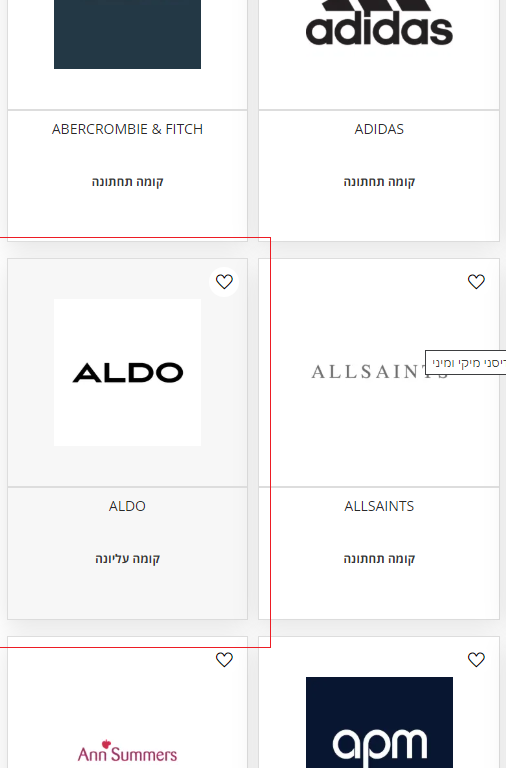 adidas
ABERCROMBIE & FITCH
ADIDAS
קומה תחתונה
קומה תחתונה
ALDO
ALLSAINTS
יסני מיקי ומיני
ALDO
ALLSAINTS
קומה עליונה
קומה תחתונה
Ann Summers
apm